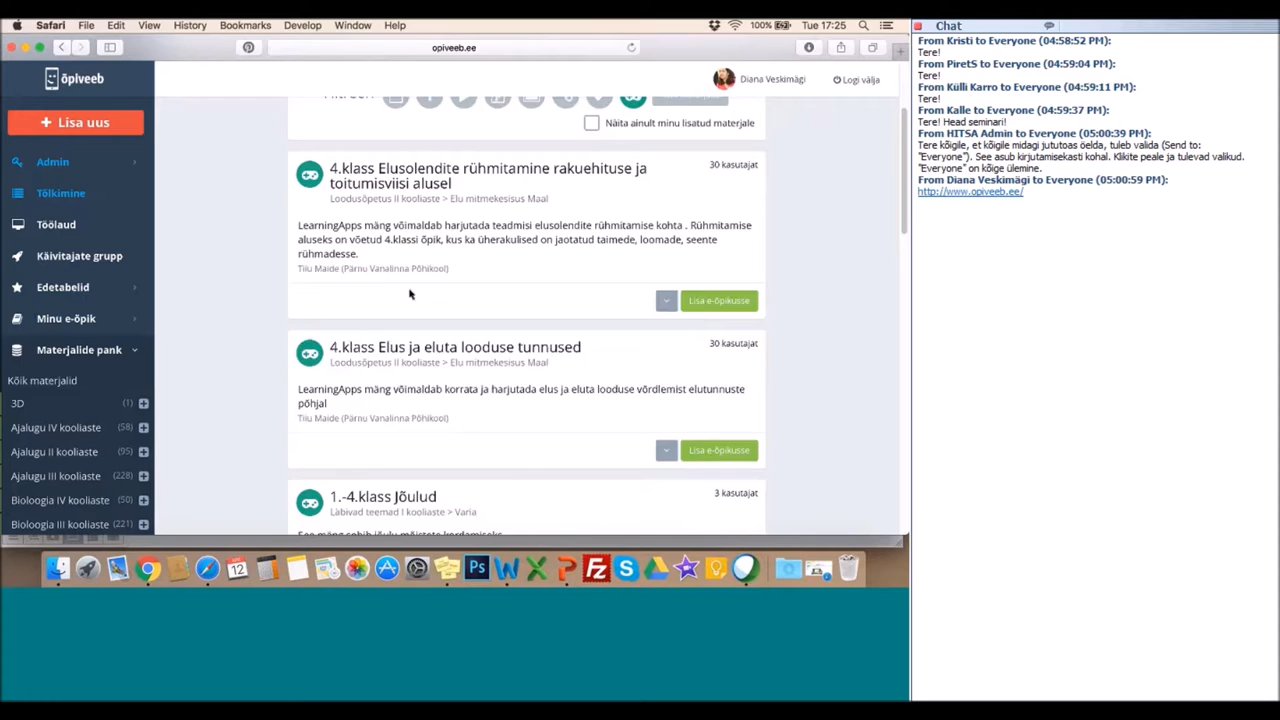 Safari File Edit View History Bookmarks Develop Window Help
100% Tue 17:25
opiveeb.ee
õpiveeb
Diana Veskimägi
Logi välja
+ Lisa uus
Admin
Tõlkimine
Töölaud
Käivitajate grupp
Edetabelid
Minu e-õpik
Materjalide pank
Kõik materjalid
3D (1)
Ajalugu IV kooliaste (58)
Ajalugu II kooliaste (95)
Ajalugu III kooliaste (228)
Bioloogia IV kooliaste (50)
Bioloogia III kooliaste (221)
Näita ainult minu lisatud materjale
4.klass Elusolendite rühmitamine rakuehituse ja
toitumisviisi alusel
30 kasutajat
Loodusõpetus II kooliaste > Elu mitmekesisus Maal
LearningApps mäng võimaldab harjutada teadmisi elusolendite rühmitamise kohta . Rühmitamise
aluseks on võetud 4.klassi õpik, kus ka üherakulised on jaotatud taimede, loomade, seente
rühmadesse.
Tiiu Maide (Pärnu Vanalinna Põhikool)
Lisa e-õpikusse
4.klass Elus ja eluta looduse tunnused
30 kasutajat
Loodusõpetus II kooliaste > Elu mitmekesisus Maal
LearningApps mäng võimaldab korrata ja harjutada elus ja eluta looduse võrdlemist elutunnuste
põhjal
Tiiu Maide (Pärnu Vanalinna Põhikool)
Lisa e-õpikusse
1.-4.klass Jõulud
3 kasutajat
Läbivad teemad I kooliaste > Varia
12
Ps
Fz
Chat
From Kristi to Everyone (04:58:52 PM):
Tere!
From PiretS to Everyone (04:59:04 PM):
Tere!
From Külli Karro to Everyone (04:59:11 PM):
Tere!
From Kalle to Everyone (04:59:37 PM):
Tere! Head seminari!
From HITSA Admin to Everyone (05:00:39 PM):
Tere kõigile, et kõigile midagi jututoas öelda, tuleb valida (Send to:
"Everyone"). See asub kirjutamisekasti kohal. Klikite peale ja tulevad valikud.
"Everyone" on kõige ülemine.
From Diana Veskimägi to Everyone (05:00:59 PM):
http://www.opiveeb.ee/